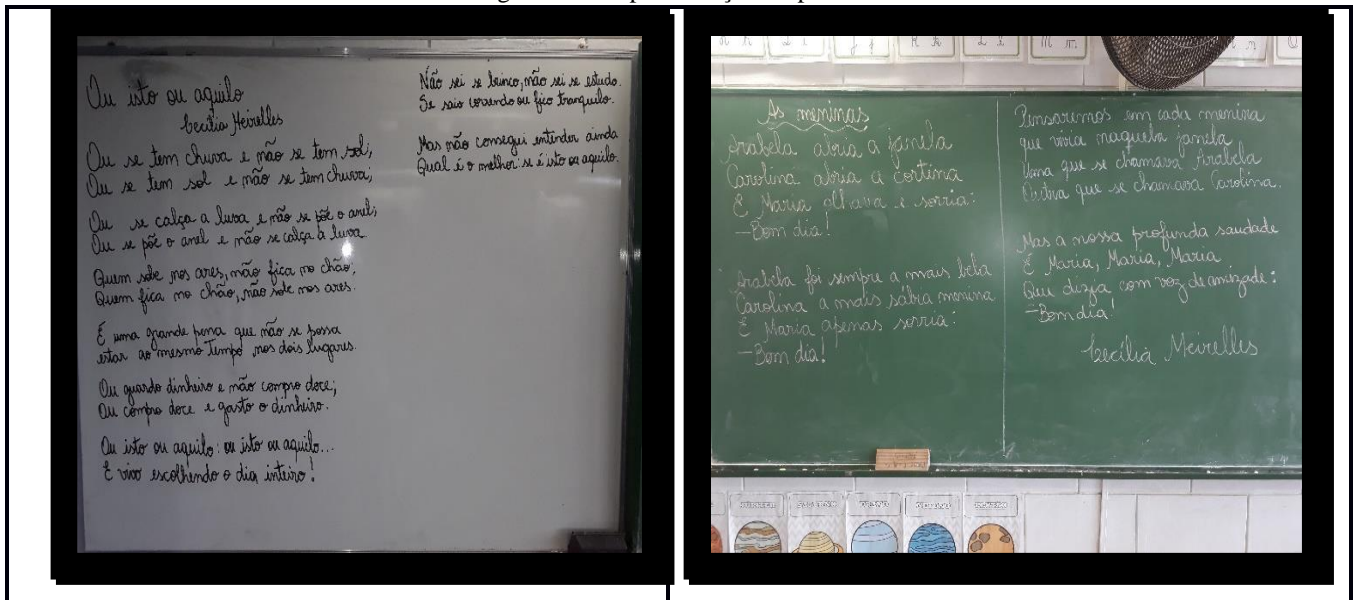 Ou isto ou aquilo
Cecília Meirelles
Ou se tem chuva e não se tem sol;
Ou se tem sol e não se tem chuva;
Ou se calça a luva e não se põe o anel;
Ou se põe o anel e não se calça a luva.
Quem sobe nos ares, não fica no chão;
Quem fica no chão, não sobe nos ares.
É uma grande pena que não se possa
estar ao mesmo tempo nos dois lugares.
Ou guardo dinheiro e não compro doce;
Ou compro doce e gasto o dinheiro.
Ou isto ou aquilo: ou isto ou aquilo...
E vivo escolhendo o dia inteiro!
Não sei se brinco, não sei se estudo.
Se saio correndo ou fico tranquilo.
Mas não consegui entender ainda
Qual é o melhor: se é isto ou aquilo.
As meninas
Arabela abria a janela
Carolina abria a cortina
E Maria olhava e sorria:
—Bom dia!
Arabela foi sempre a mais bela
Carolina a mais sábia menina
E Maria apenas sorria:
—Bom dia!
Pensaremos em cada menina
que vivia naquela janela
Uma que se chamava Arabela
Outra que se chamava Carolina.
Mas a nossa profunda saudade
É Maria, Maria, Maria
Que dizia com voz de amizade:
—Bom dia!
Cecília Meirelles